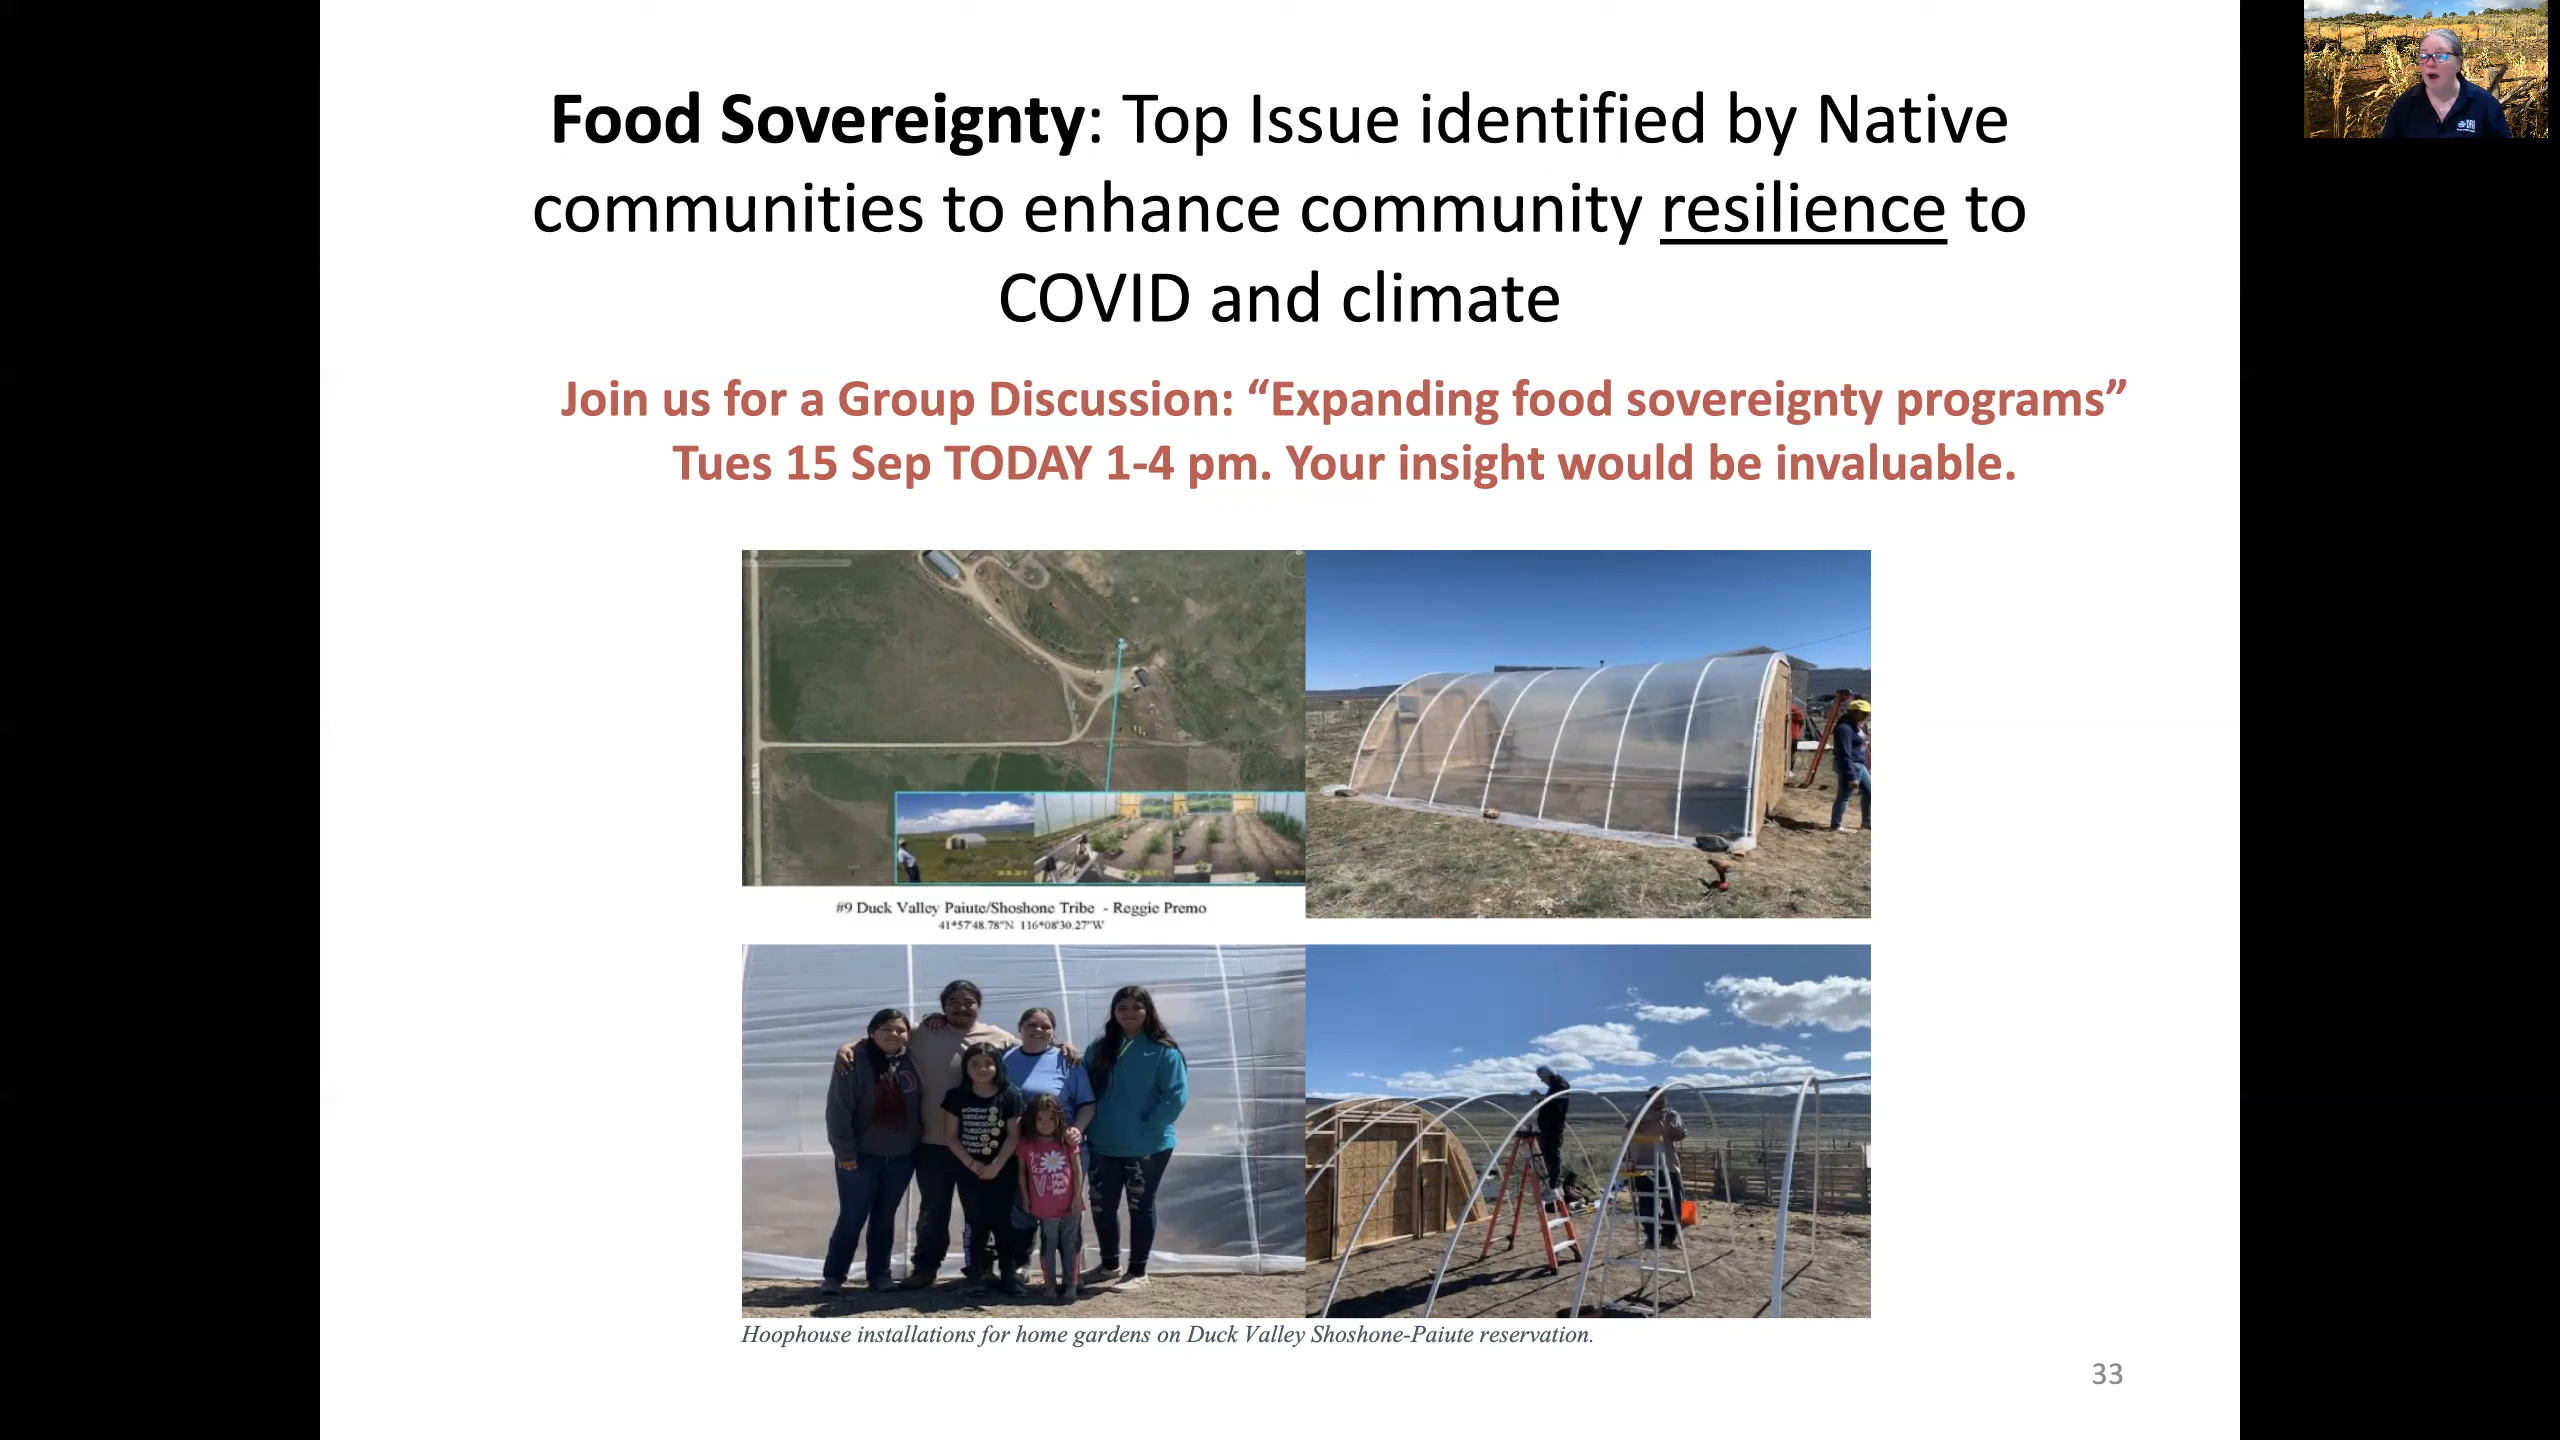 Food Sovereignty: Top Issue identified by Native
communities to enhance community resilience to
COVID and climate
Join us for a Group Discussion: “Expanding food sovereignty programs”
Tues 15 Sep TODAY 1-4 pm. Your insight would be invaluable.
#9 Duck Valley Paiute/Shoshone Tribe - Reggie Premo
41*57'48.78"N 116*08'30.27"W
Hoophouse installations for home gardens on Duck Valley Shoshone-Paiute reservation.
33
DRI